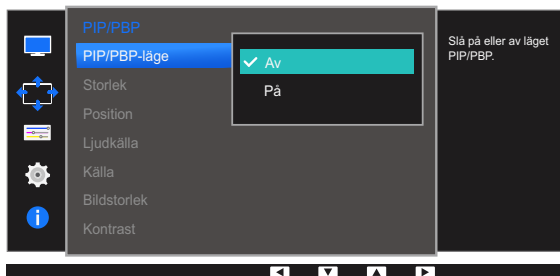 PIP/PBP
PIP/PBP-läge
Storlek
Position
Ljudkälla
Källa
Bildstorlek
Kontrast
Av
På
Slå på eller av läget
PIP/PBP.